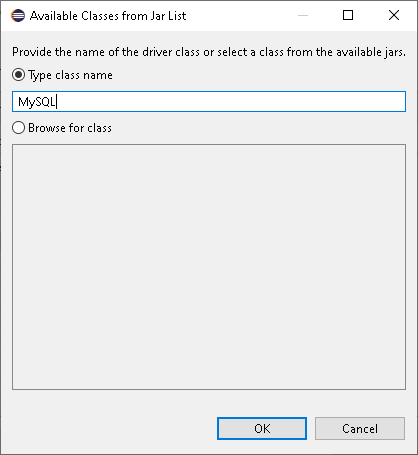 Available Classes from Jar List
Provide the name of the driver class or select a class from the available jars.
Type class name
MySQL
Browse for class
OK
Cancel